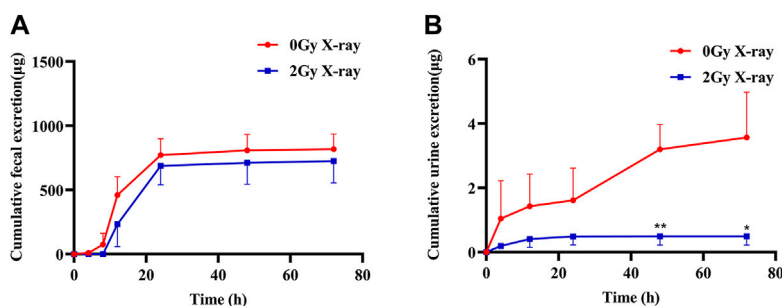 A
0Gy X-ray
2Gy X-ray
Cumulative fecal excretion(μg)
1500
1000
500
0
0 20 40 60 80
Time (h)
B
0Gy X-ray
2Gy X-ray
Cumulative urine excretion(μg)
6
4
2
0
** *
0 20 40 60 80
Time (h)